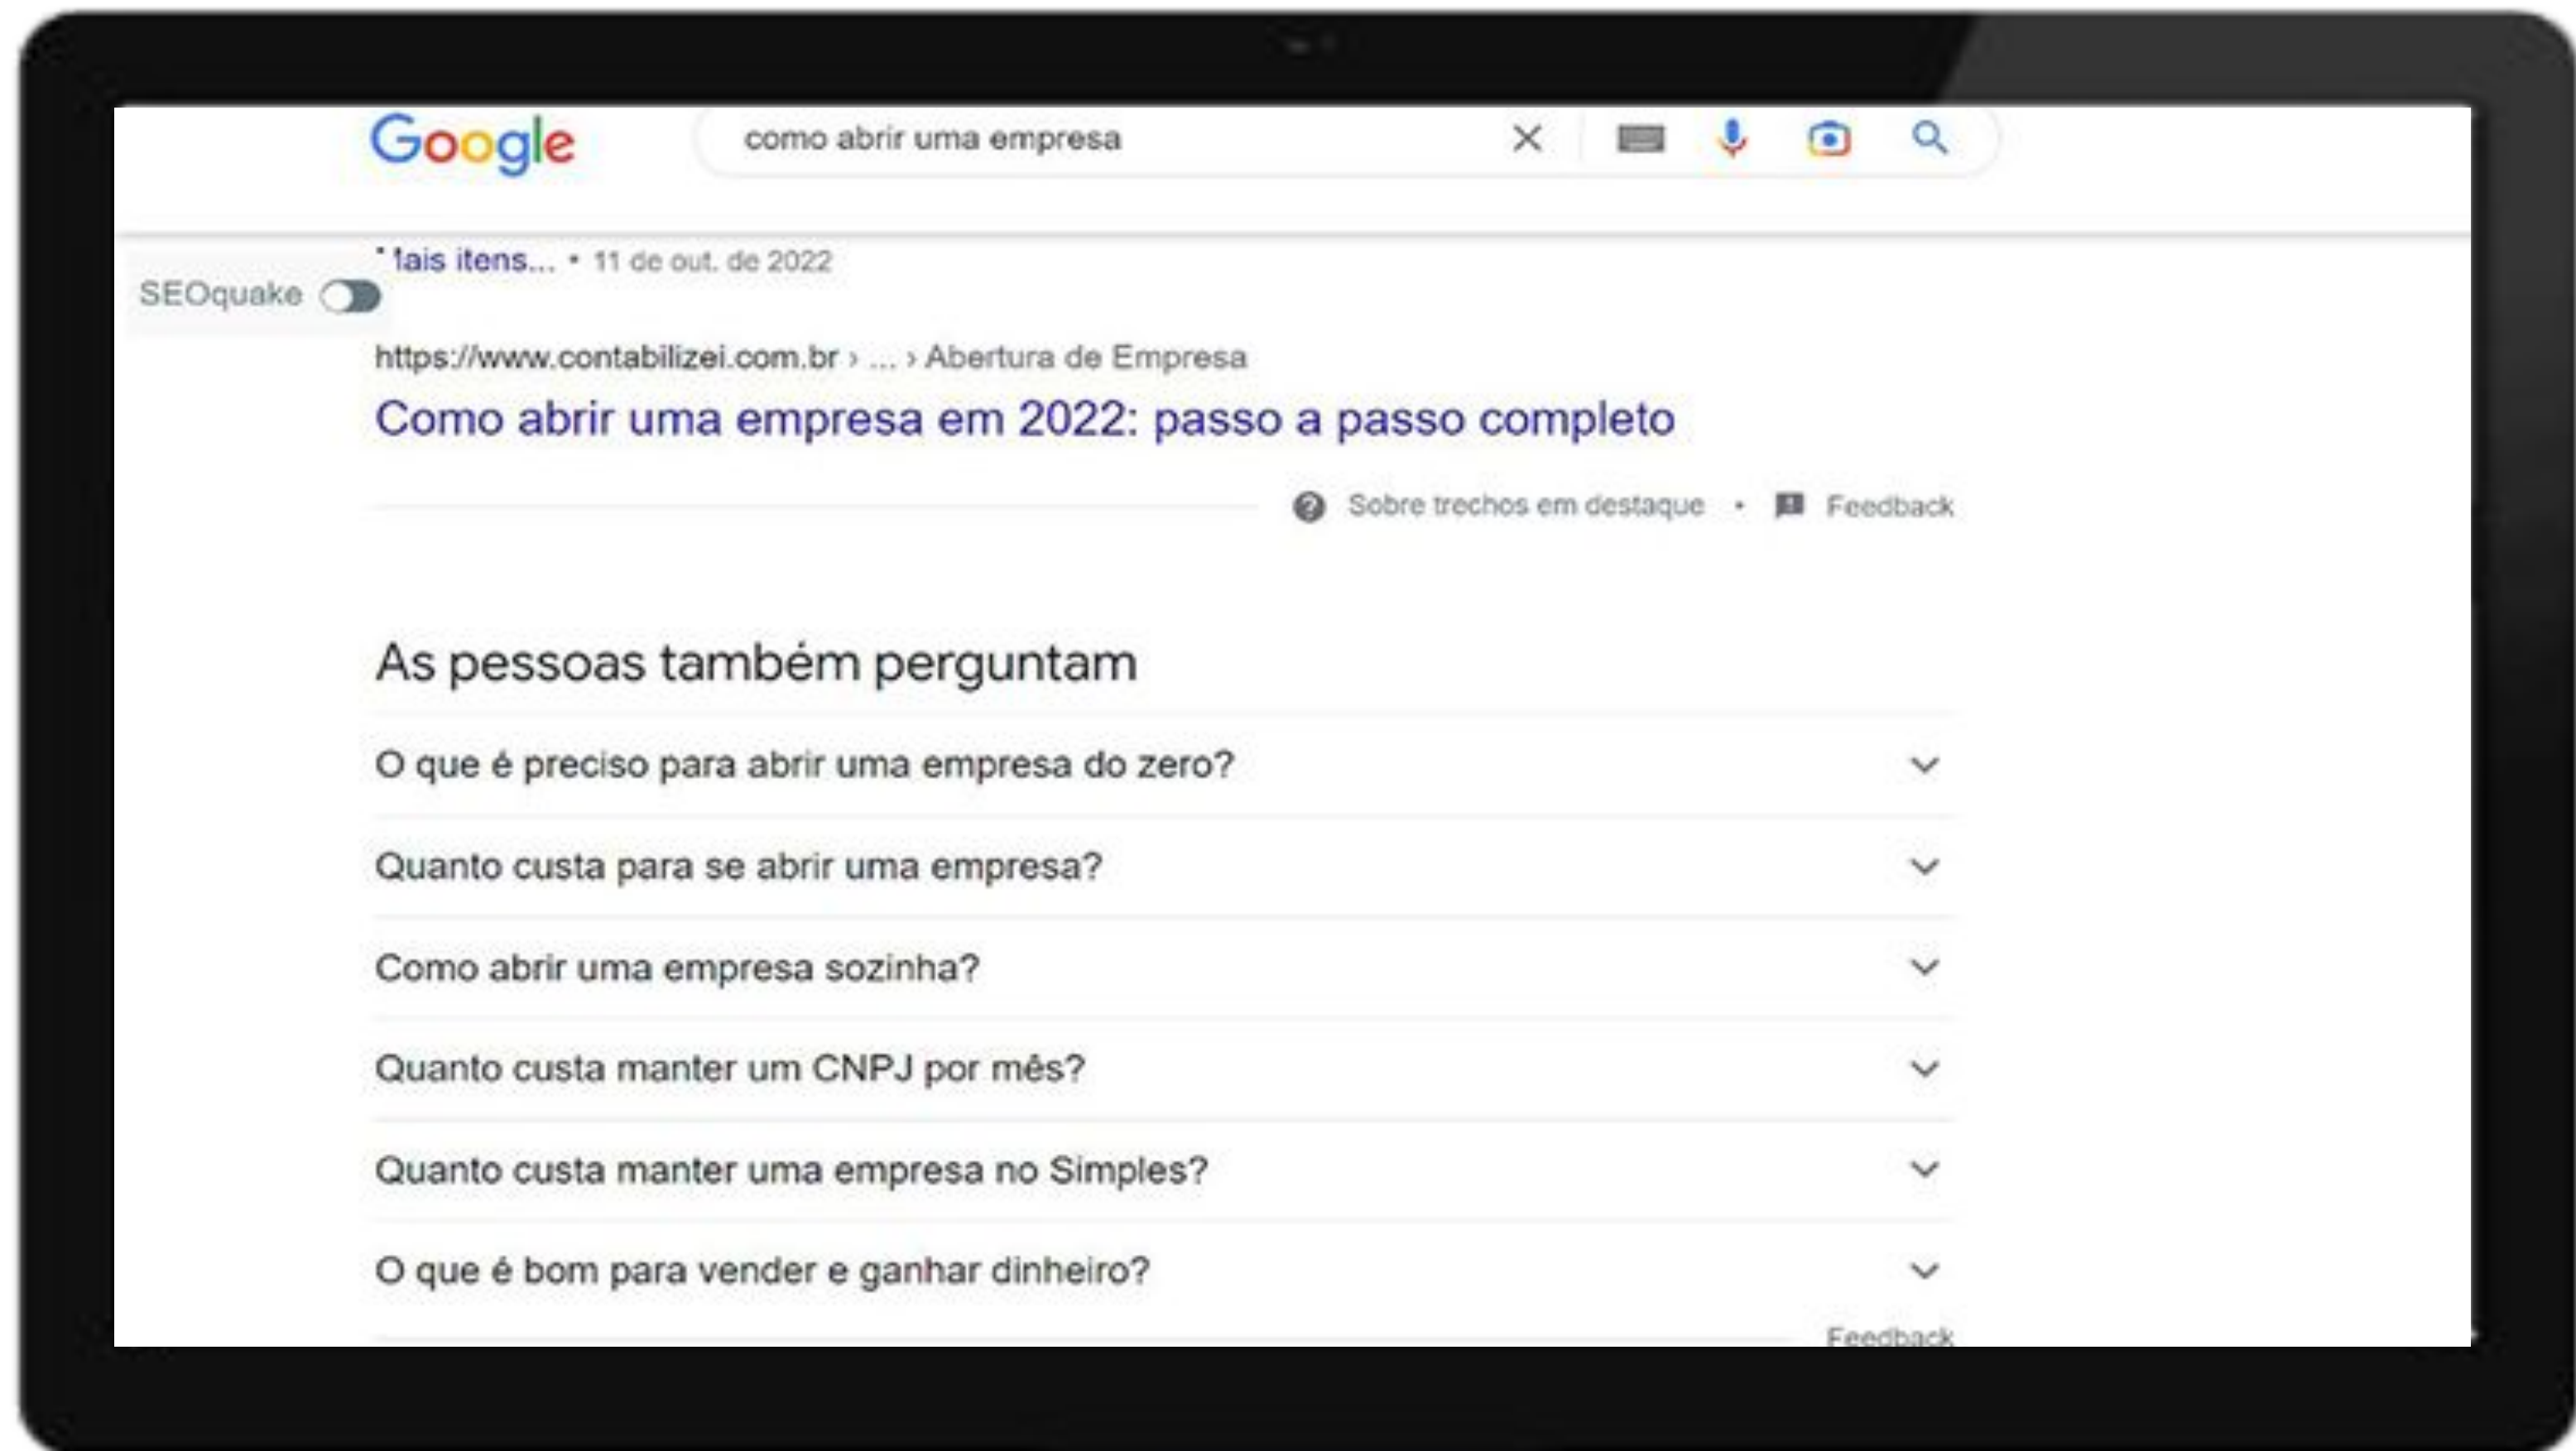 Google
como abrir uma empresa
Mais itens... • 11 de out. de 2022
SEOquake
https://www.contabilizei.com.br › ... › Abertura de Empresa
Como abrir uma empresa em 2022: passo a passo completo
Sobre trechos em destaque • Feedback
As pessoas também perguntam
O que é preciso para abrir uma empresa do zero?
Quanto custa para se abrir uma empresa?
Como abrir uma empresa sozinha?
Quanto custa manter um CNPJ por mês?
Quanto custa manter uma empresa no Simples?
O que é bom para vender e ganhar dinheiro?
Feedback